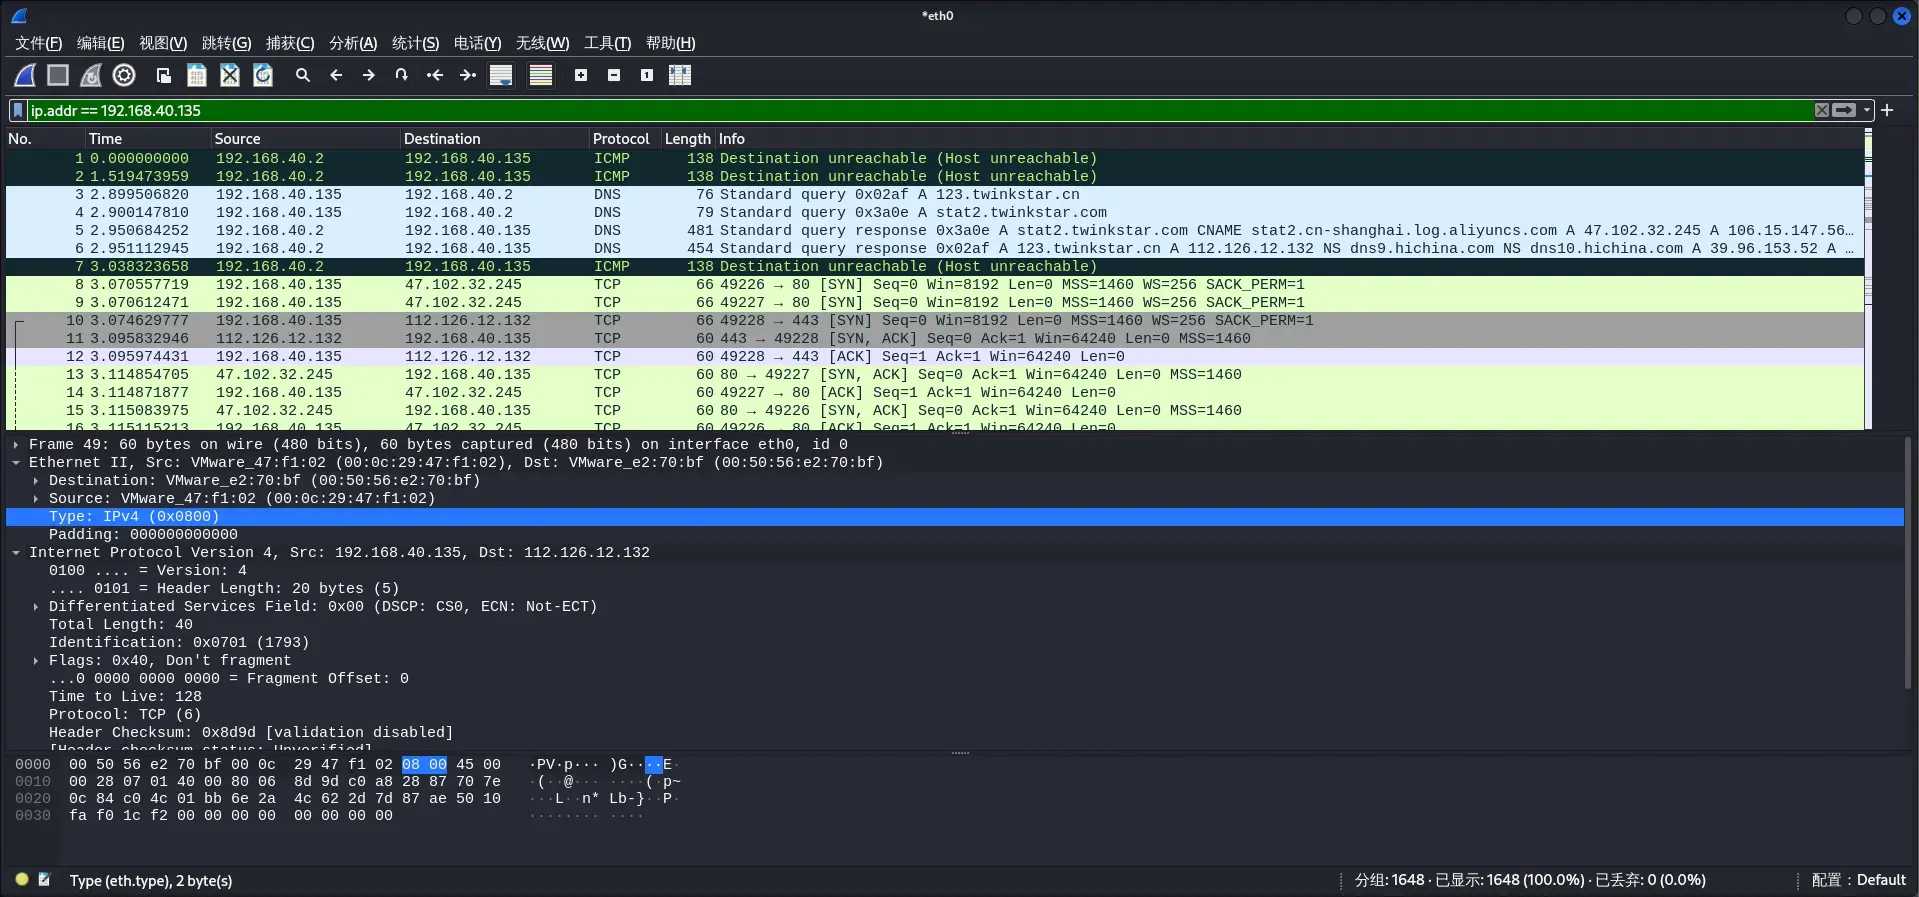 *eth0
文件(F) 编辑(E) 视图(V) 跳转(G) 捕获(C) 分析(A) 统计(S) 电话(Y) 无线(W) 工具(T) 帮助(H)
ip.addr == 192.168.40.135
No. Time Source Destination Protocol Length Info
1 0.000000000 192.168.40.2 192.168.40.135 ICMP 138 Destination unreachable (Host unreachable)
2 1.519473959 192.168.40.2 192.168.40.135 ICMP 138 Destination unreachable (Host unreachable)
3 2.899506820 192.168.40.135 192.168.40.2 DNS 76 Standard query 0x02af A 123.twinkstar.cn
4 2.900147810 192.168.40.135 192.168.40.2 DNS 79 Standard query 0x3a0e A stat2.twinkstar.com
5 2.950684252 192.168.40.2 192.168.40.135 DNS 481 Standard query response 0x3a0e A stat2.twinkstar.com CNAME stat2.cn-shanghai.log.aliyuncs.com A 47.102.32.245 A 106.15.147.56…
6 2.951112945 192.168.40.2 192.168.40.135 DNS 454 Standard query response 0x02af A 123.twinkstar.cn A 112.126.12.132 NS dns9.hichina.com NS dns10.hichina.com A 39.96.153.52 A …
7 3.038323658 192.168.40.2 192.168.40.135 ICMP 138 Destination unreachable (Host unreachable)
8 3.070557719 192.168.40.135 47.102.32.245 TCP 66 49226 → 80 [SYN] Seq=0 Win=8192 Len=0 MSS=1460 WS=256 SACK_PERM=1
9 3.070612471 192.168.40.135 47.102.32.245 TCP 66 49227 → 80 [SYN] Seq=0 Win=8192 Len=0 MSS=1460 WS=256 SACK_PERM=1
10 3.074629777 192.168.40.135 112.126.12.132 TCP 66 49228 → 443 [SYN] Seq=0 Win=8192 Len=0 MSS=1460 WS=256 SACK_PERM=1
11 3.095832946 112.126.12.132 192.168.40.135 TCP 60 443 → 49228 [SYN, ACK] Seq=0 Ack=1 Win=64240 Len=0 MSS=1460
12 3.095974431 192.168.40.135 112.126.12.132 TCP 60 49228 → 443 [ACK] Seq=1 Ack=1 Win=64240 Len=0
13 3.114854705 47.102.32.245 192.168.40.135 TCP 60 80 → 49227 [SYN, ACK] Seq=0 Ack=1 Win=64240 Len=0 MSS=1460
14 3.114871877 192.168.40.135 47.102.32.245 TCP 60 49227 → 80 [ACK] Seq=1 Ack=1 Win=64240 Len=0
15 3.115083975 47.102.32.245 192.168.40.135 TCP 60 80 → 49226 [SYN, ACK] Seq=0 Ack=1 Win=64240 Len=0 MSS=1460
16 3.115115213 192.168.40.135 47.102.32.245 TCP 60 49226 → 80 [ACK] Seq=1 Ack=1 Win=64240 Len=0
Frame 49: 60 bytes on wire (480 bits), 60 bytes captured (480 bits) on interface eth0, id 0
Ethernet II, Src: VMware_47:f1:02 (00:0c:29:47:f1:02), Dst: VMware_e2:70:bf (00:50:56:e2:70:bf)
Destination: VMware_e2:70:bf (00:50:56:e2:70:bf)
Source: VMware_47:f1:02 (00:0c:29:47:f1:02)
Type: IPv4 (0x0800)
Padding: 000000000000
Internet Protocol Version 4, Src: 192.168.40.135, Dst: 112.126.12.132
0100 .... = Version: 4
.... 0101 = Header Length: 20 bytes (5)
Differentiated Services Field: 0x00 (DSCP: CS0, ECN: Not-ECT)
Total Length: 40
Identification: 0x0701 (1793)
Flags: 0x40, Don't fragment
...0 0000 0000 0000 = Fragment Offset: 0
Time to Live: 128
Protocol: TCP (6)
Header Checksum: 0x8d9d [validation disabled]
[Header checksum status: Unverified]
0000 00 50 56 e2 70 bf 00 0c 29 47 f1 02 08 00 45 00 ·PV·p··· )G····E·
0010 00 28 07 01 40 00 80 06 8d 9d c0 a8 28 87 70 7e ·(··@··· ····(·p~
0020 0c 84 c0 4c 01 bb 6e 2a 4c 62 2d 7d 87 ae 50 10 ···L··n* Lb-}··P·
0030 fa f0 1c f2 00 00 00 00 00 00 00 00 ········ ····
Type (eth.type), 2 byte(s) 分组: 1648 · 已显示: 1648 (100.0%) · 已丢弃: 0 (0.0%) 配置：Default